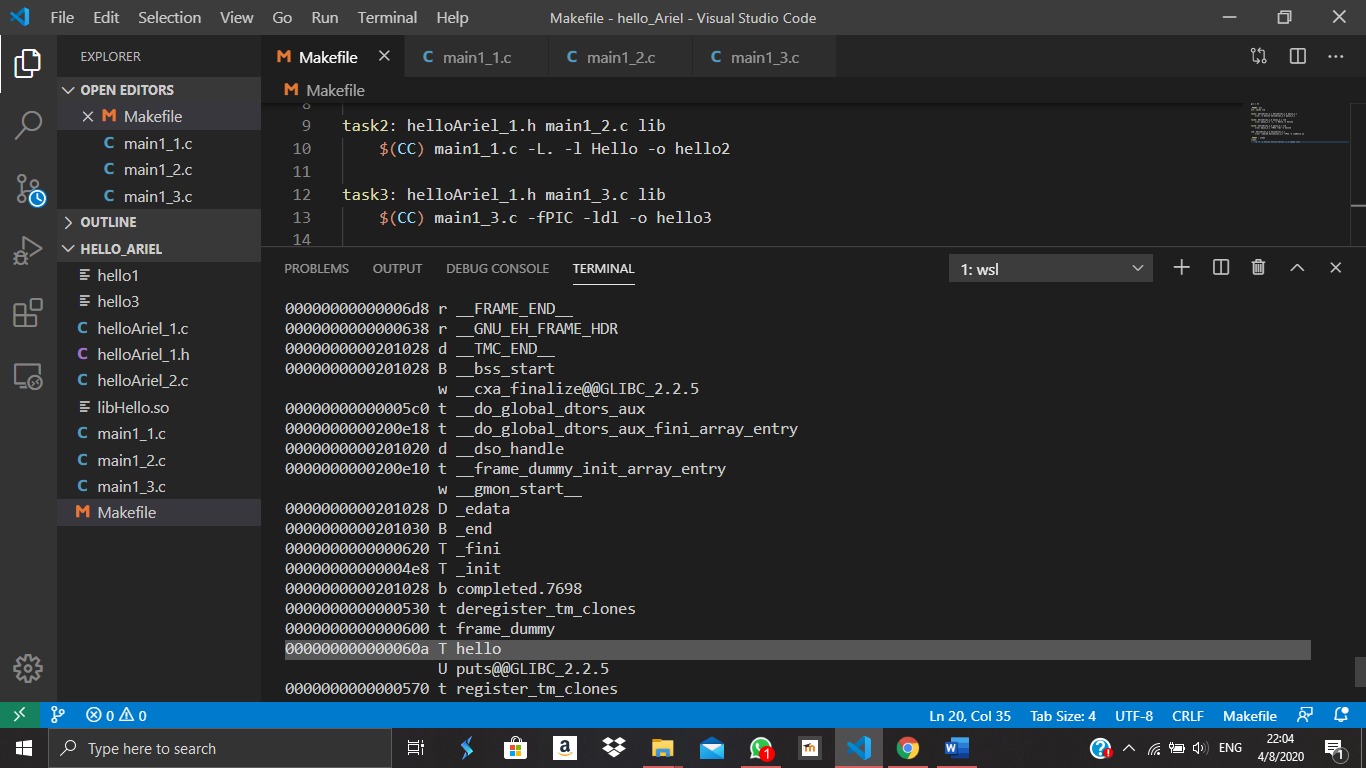 File Edit Selection View Go Run Terminal Help
Makefile - hello_Ariel - Visual Studio Code
EXPLORER
OPEN EDITORS
Makefile
main1_1.c
main1_2.c
main1_3.c
OUTLINE
HELLO_ARIEL
hello1
hello3
helloAriel_1.c
helloAriel_1.h
helloAriel_2.c
libHello.so
main1_1.c
main1_2.c
main1_3.c
Makefile
Makefile main1_1.c main1_2.c main1_3.c
Makefile
8
9 task2: helloAriel_1.h main1_2.c lib
10 $(CC) main1_1.c -L. -l Hello -o hello2
11
12 task3: helloAriel_1.h main1_3.c lib
13 $(CC) main1_3.c -fPIC -ldl -o hello3
14
PROBLEMS OUTPUT DEBUG CONSOLE TERMINAL 1: wsl
00000000000006d8 r __FRAME_END__
0000000000000638 r __GNU_EH_FRAME_HDR
0000000000201028 d __TMC_END__
0000000000201028 B __bss_start
w __cxa_finalize@@GLIBC_2.2.5
00000000000005c0 t __do_global_dtors_aux
0000000000200e18 t __do_global_dtors_aux_fini_array_entry
0000000000201020 d __dso_handle
0000000000200e10 t __frame_dummy_init_array_entry
w __gmon_start__
0000000000201028 D _edata
0000000000201030 B _end
0000000000000620 T _fini
00000000000004e8 T _init
0000000000201028 b completed.7698
0000000000000530 t deregister_tm_clones
0000000000000600 t frame_dummy
000000000000060a T hello
U puts@@GLIBC_2.2.5
0000000000000570 t register_tm_clones
0 0 Ln 20, Col 35 Tab Size: 4 UTF-8 CRLF Makefile
Type here to search
1
ENG
22:04
4/8/2020
1